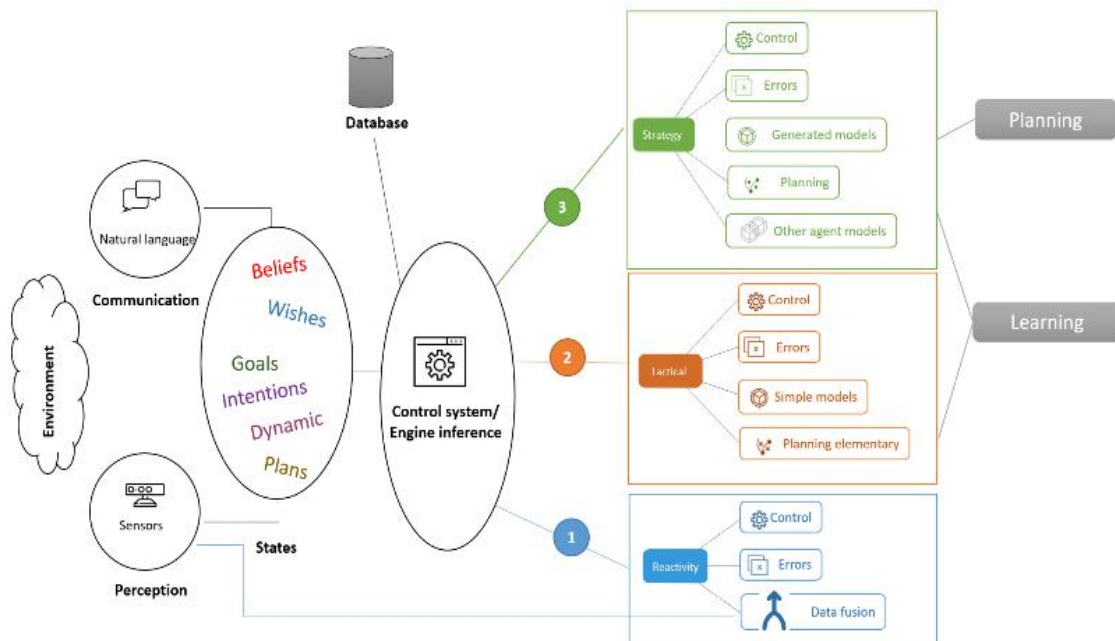 Database
Natural language
Communication
Environment
Sensors
Perception
States
Beliefs
Wishes
Goals
Intentions
Dynamic
Plans
Control system/
Engine inference
3
2
1
Strategy
Control
Errors
Generated models
Planning
Other agent models
Tactical
Control
Errors
Simple models
Planning elementary
Reactivity
Control
Errors
Data fusion
Planning
Learning